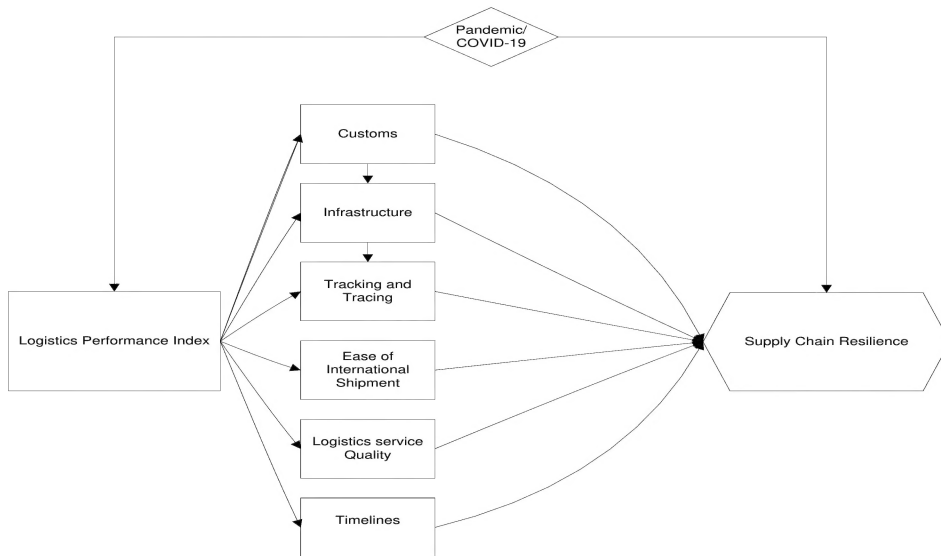 Pandemic/
COVID-19
Customs
Infrastructure
Tracking and
Tracing
Logistics Performance Index
Supply Chain Resilience
Ease of
International
Shipment
Logistics service
Quality
Timelines